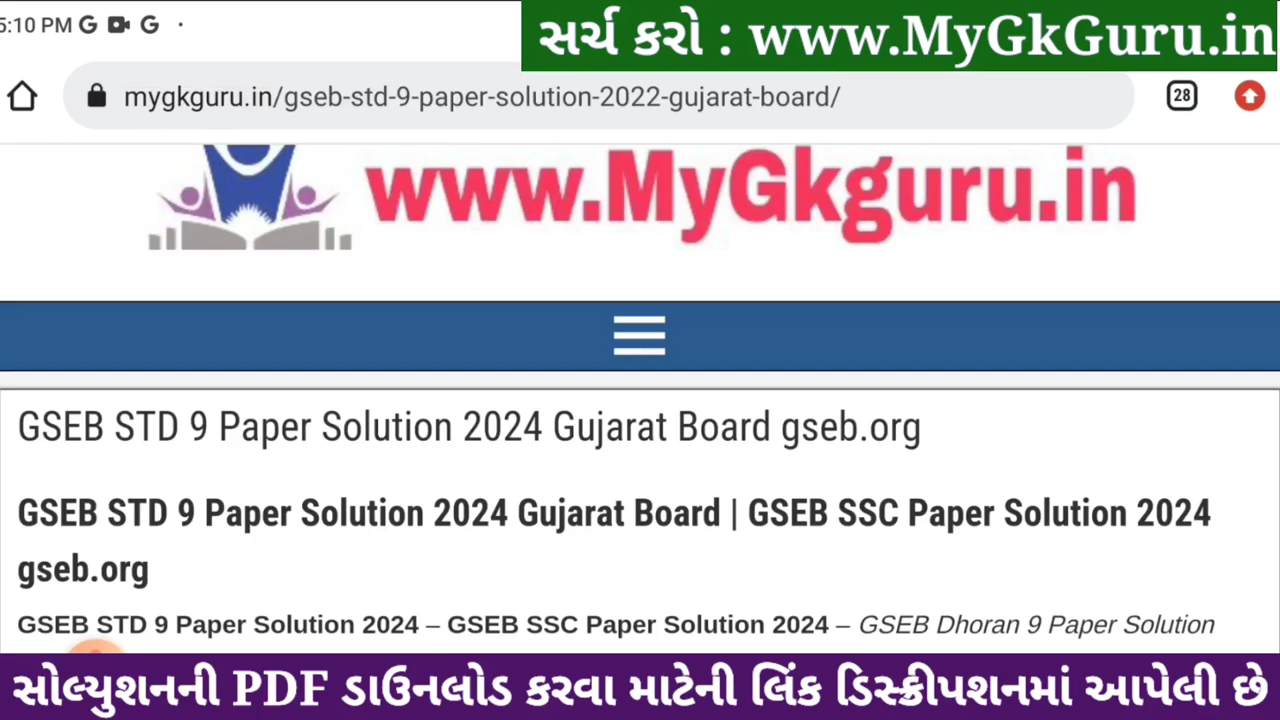 5:10 PM G G ·
સર્ચ કરો : www.MyGkGuru.in
mygkguru.in/gseb-std-9-paper-solution-2022-gujarat-board/
28
www.MyGkguru.in
GSEB STD 9 Paper Solution 2024 Gujarat Board gseb.org
GSEB STD 9 Paper Solution 2024 Gujarat Board | GSEB SSC Paper Solution 2024
gseb.org
GSEB STD 9 Paper Solution 2024 – GSEB SSC Paper Solution 2024 – GSEB Dhoran 9 Paper Solution
સોલ્યુશનની PDF ડાઉનલોડ કરવા માટેની લિંક ડિસ્ક્રીપશનમાં આપેલી છે